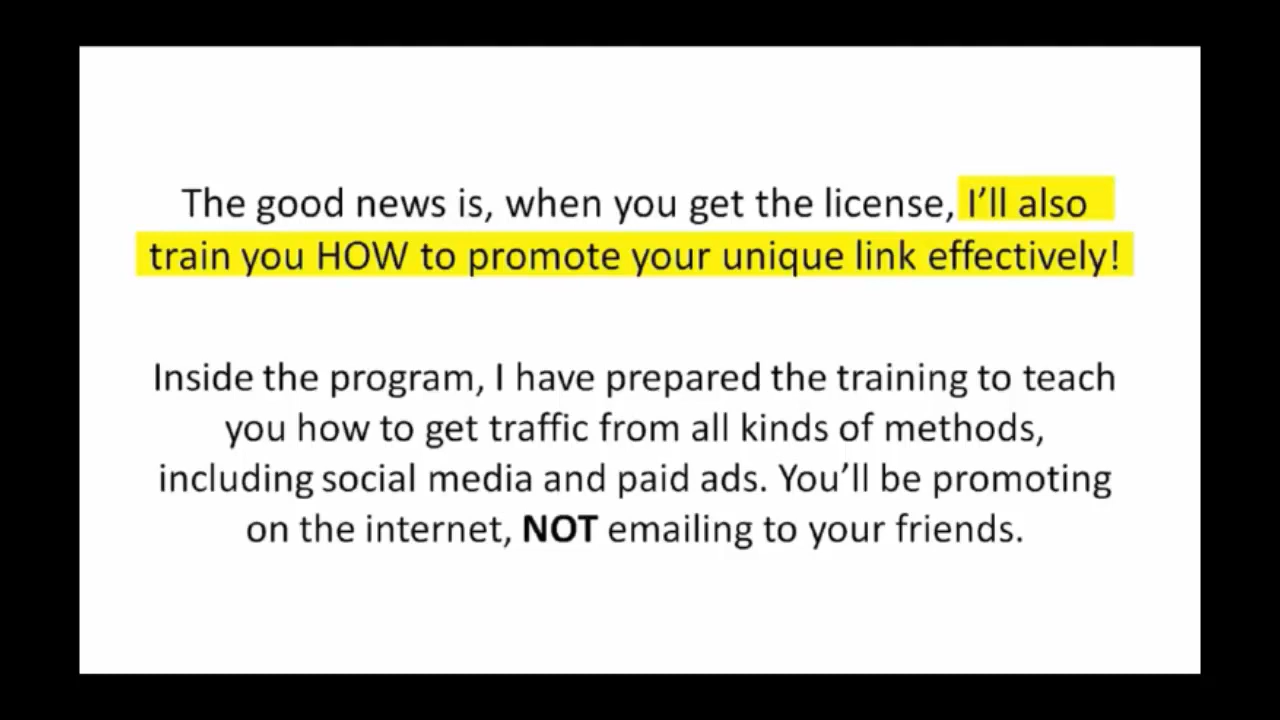 The good news is, when you get the license, I’ll also
train you HOW to promote your unique link effectively!
Inside the program, I have prepared the training to teach
you how to get traffic from all kinds of methods,
including social media and paid ads. You’ll be promoting
on the internet, NOT emailing to your friends.